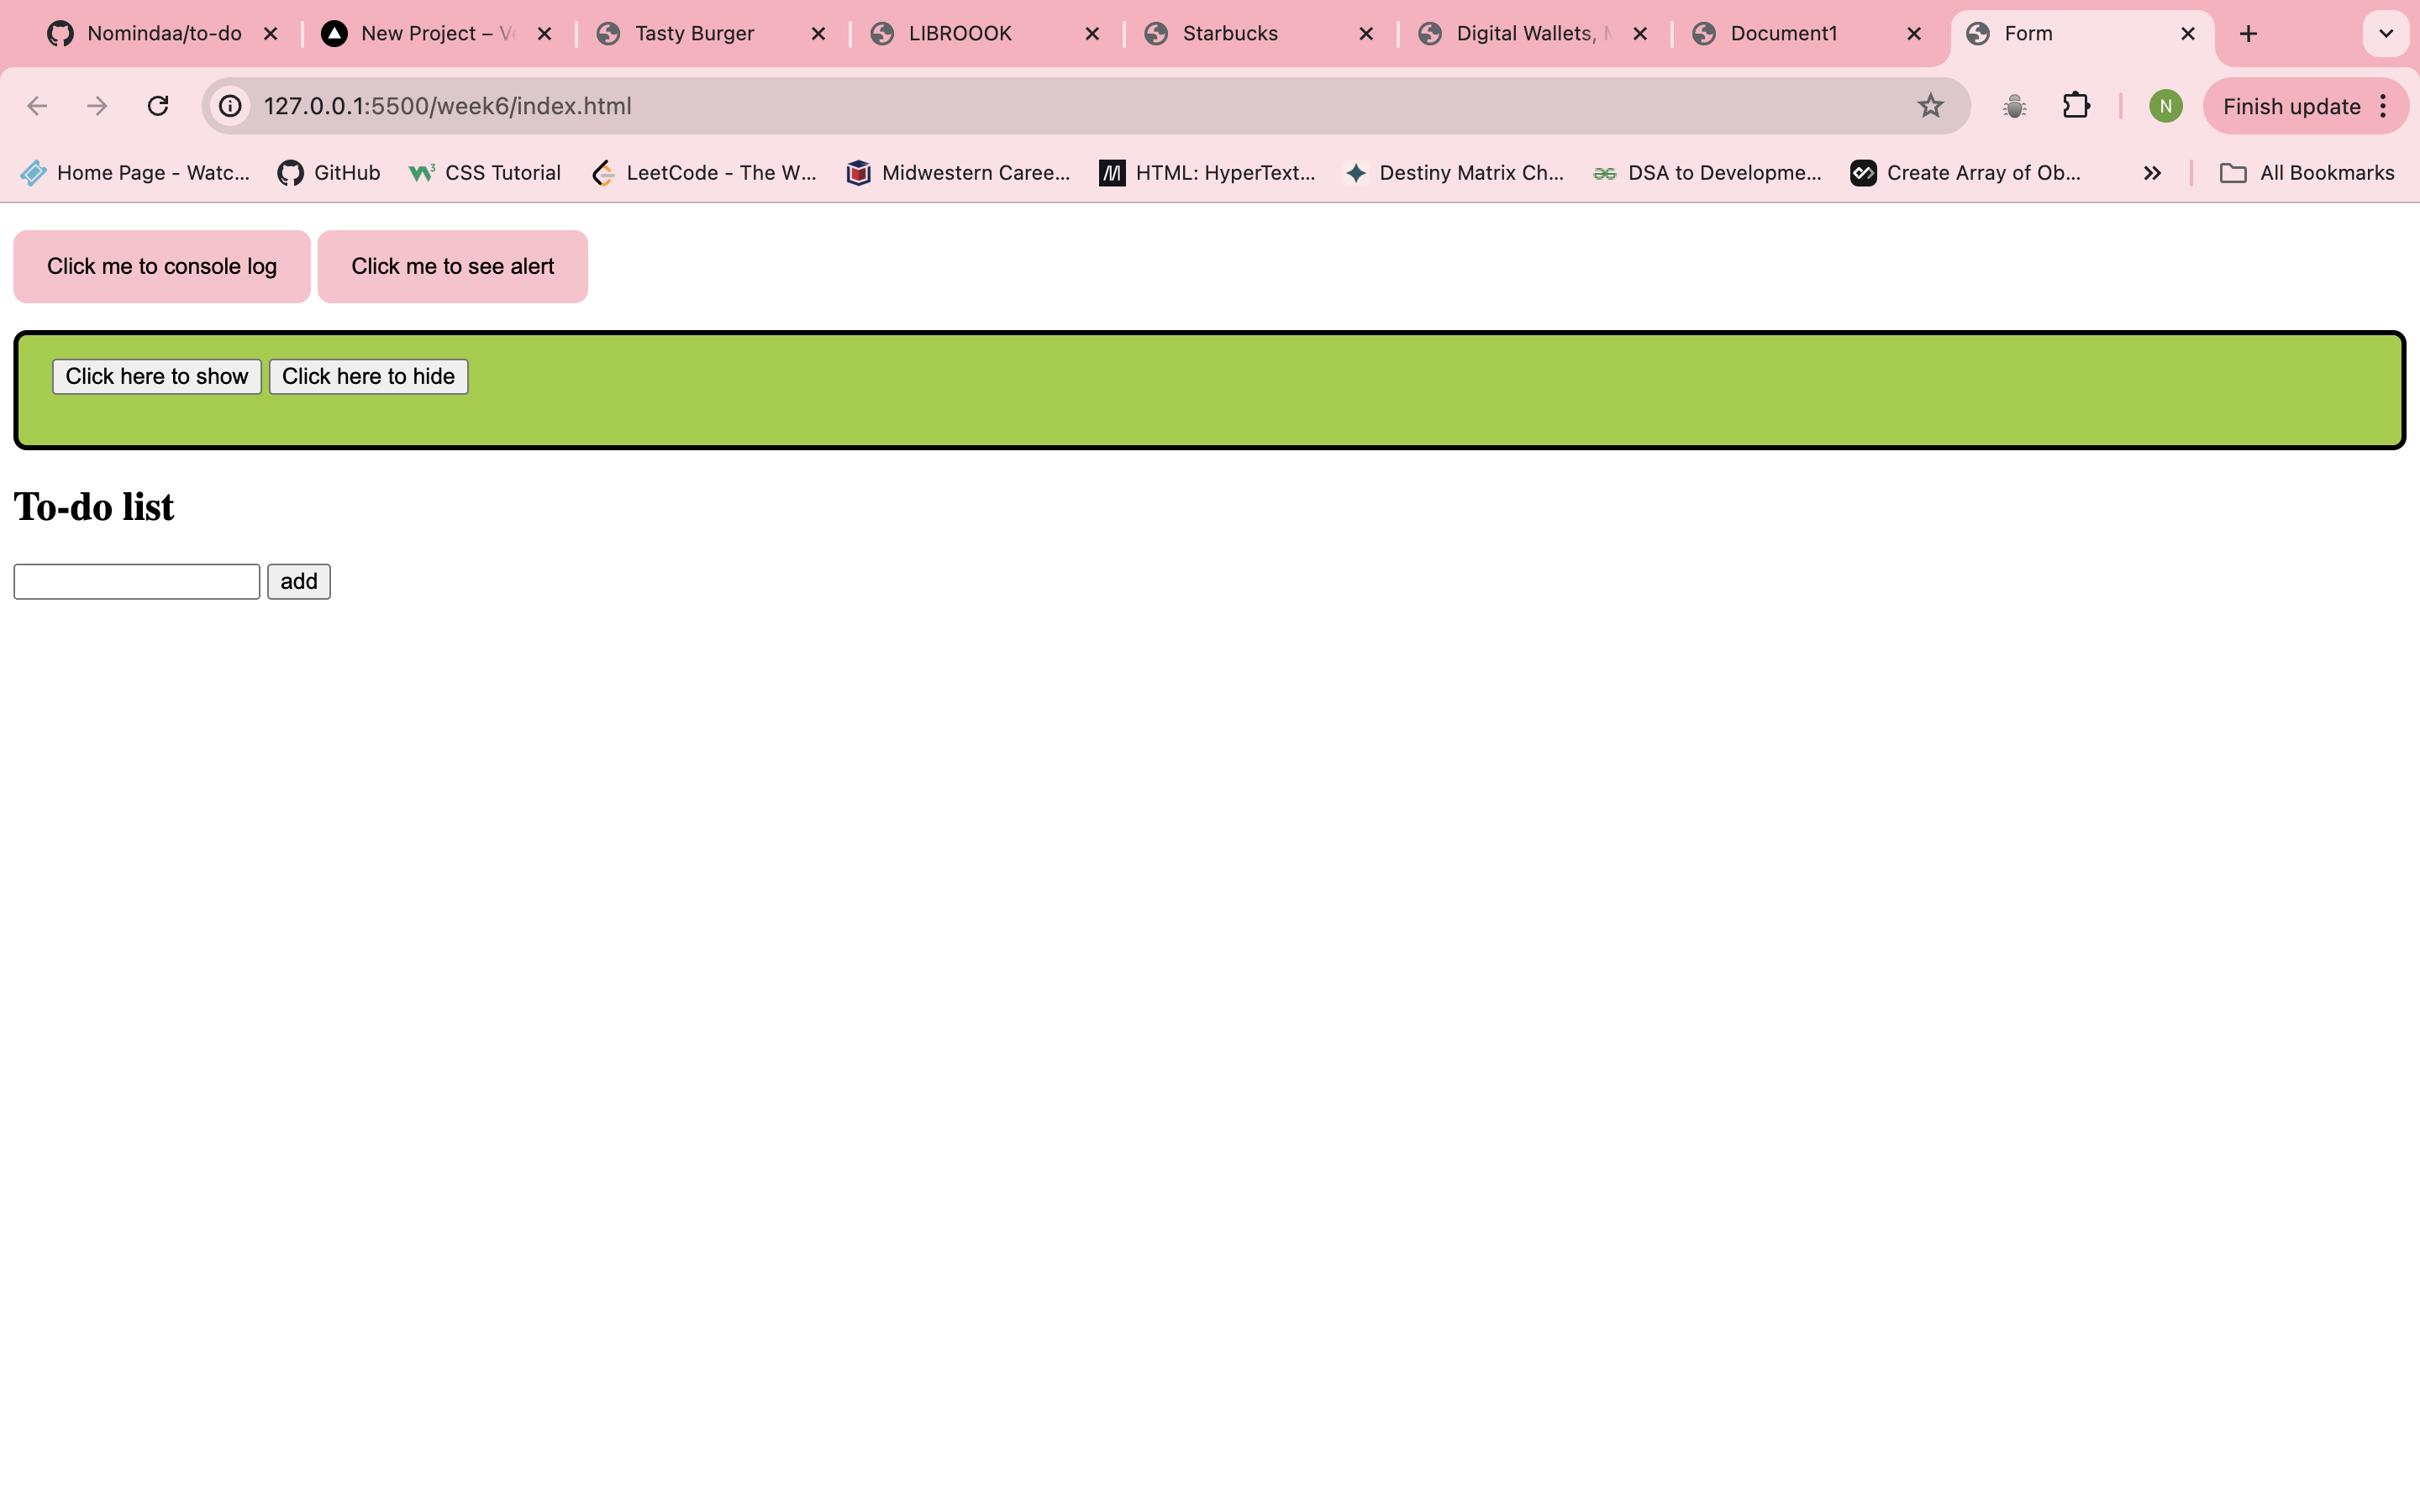 Nomindaa/to-do New Project – V Tasty Burger LIBROOOK Starbucks Digital Wallets, Document1 Form
127.0.0.1:5500/week6/index.html N Finish update
Home Page - Watc... GitHub CSS Tutorial LeetCode - The W... Midwestern Caree... HTML: HyperText... Destiny Matrix Ch... DSA to Developme... Create Array of Ob... All Bookmarks
Click me to console log Click me to see alert
Click here to show Click here to hide
To-do list
add